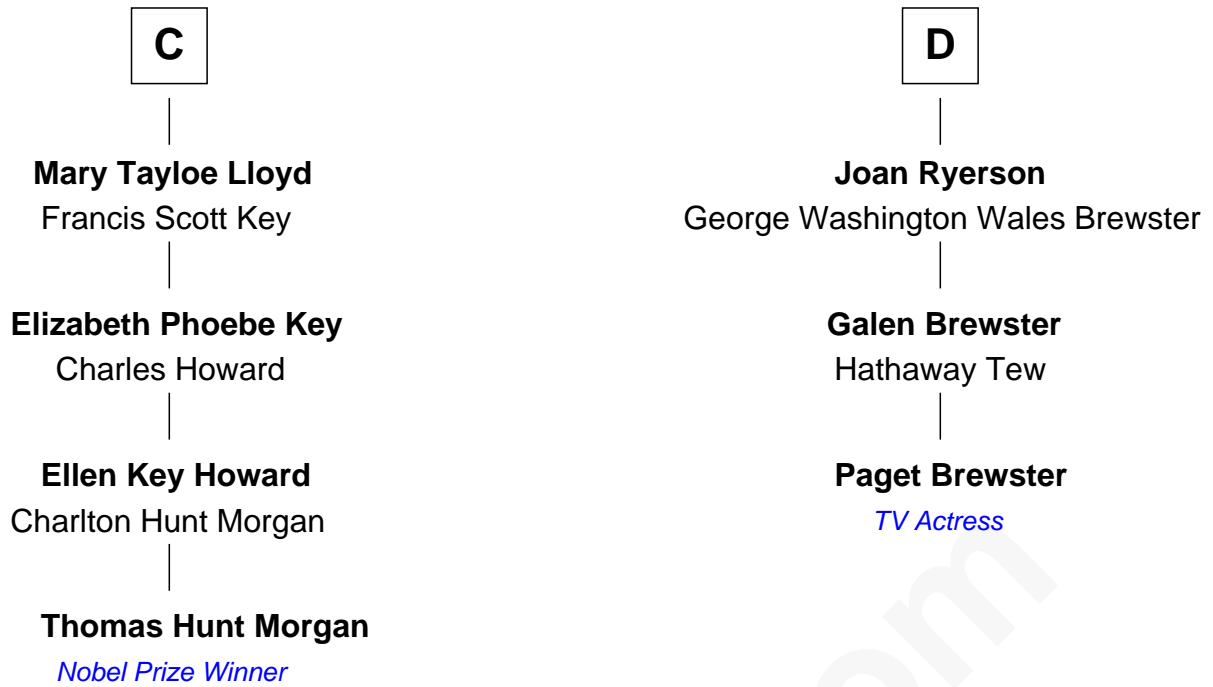 C
Mary Tayloe Lloyd
Francis Scott Key
Elizabeth Phoebe Key
Charles Howard
Ellen Key Howard
Charlton Hunt Morgan
Thomas Hunt Morgan
Nobel Prize Winner
D
Joan Ryerson
George Washington Wales Brewster
Galen Brewster
Hathaway Tew
Paget Brewster
TV Actress
om